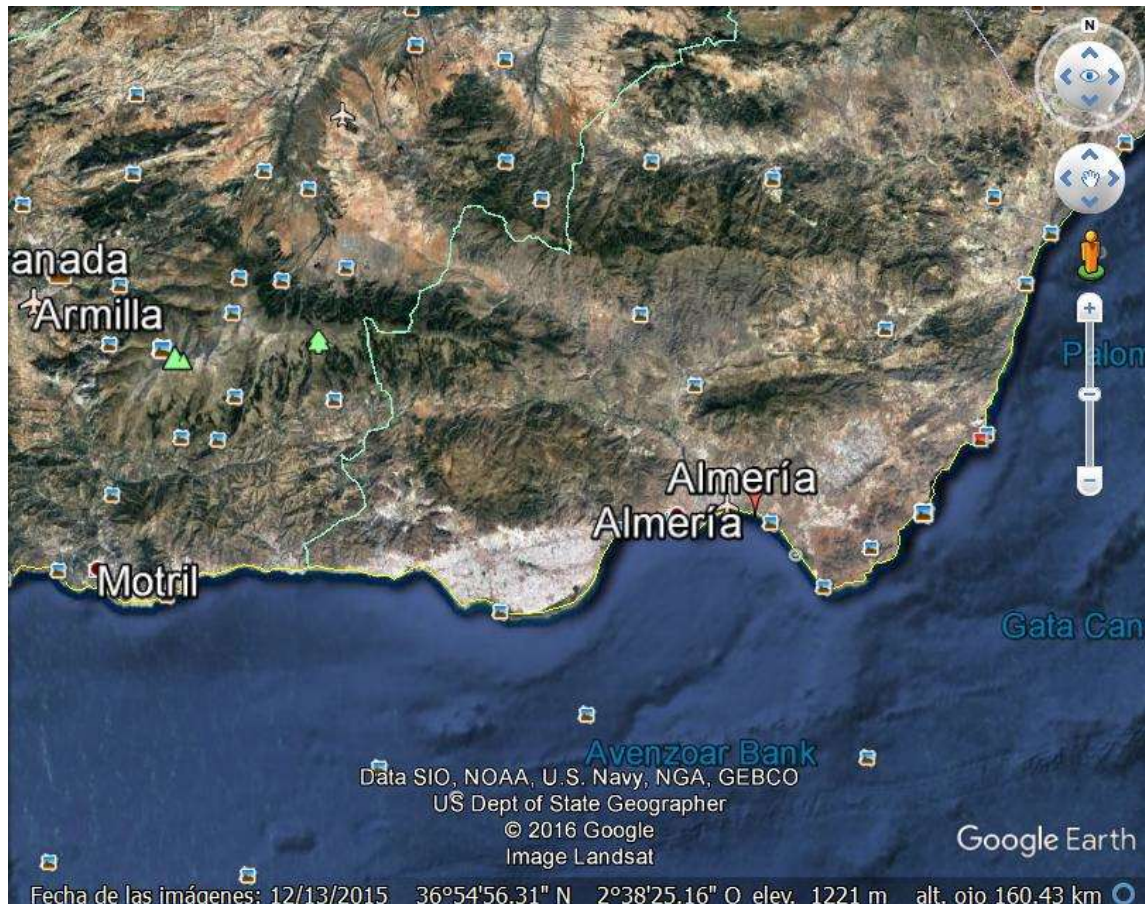 N
anada
Armilla
Palom
Almería
Almería
Motril
Gata Can
Avenzoar Bank
Data SIO, NOAA, U.S. Navy, NGA, GEBCO
US Dept of State Geographer
© 2016 Google
Image Landsat
Google Earth
Fecha de las imágenes: 12/13/2015 36°54'56.31" N 2°38'25.16" O elev. 1221 m alt. ojo 160.43 km